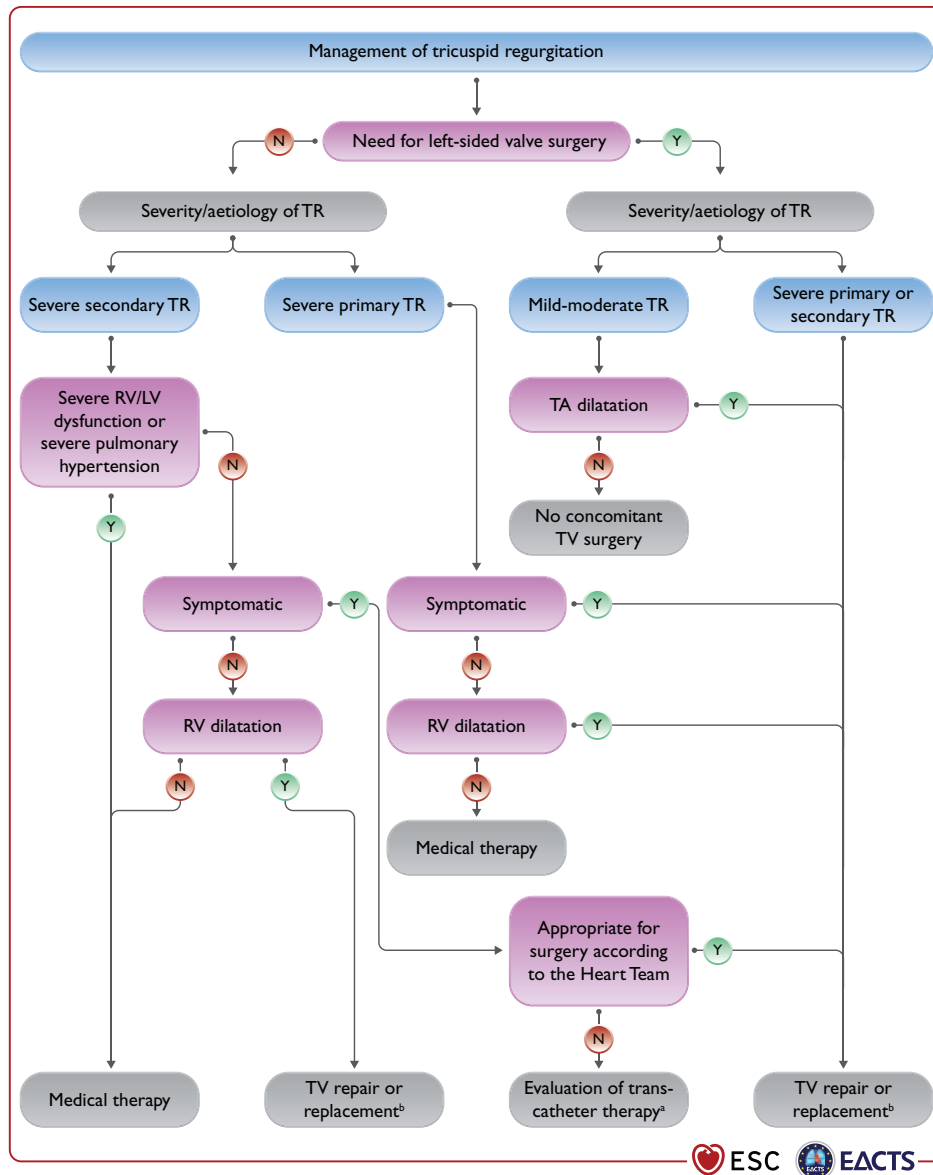 Management of tricuspid regurgitation
N
Need for left-sided valve surgery
Y
Severity/aetiology of TR
Severity/aetiology of TR
Severe secondary TR
Severe primary TR
Mild-moderate TR
Severe primary or
secondary TR
Severe RV/LV
dysfunction or
severe pulmonary
hypertension
N
Y
TA dilatation
Y
N
No concomitant
TV surgery
Symptomatic
Y
Symptomatic
Y
N
N
RV dilatation
RV dilatation
Y
N
Y
N
Medical therapy
Appropriate for
surgery according
to the Heart Team
Y
N
Medical therapy
TV repair or
replacementᵇ
Evaluation of trans-
catheter therapyᵃ
TV repair or
replacementᵇ
ESC
EACTS
EACTS